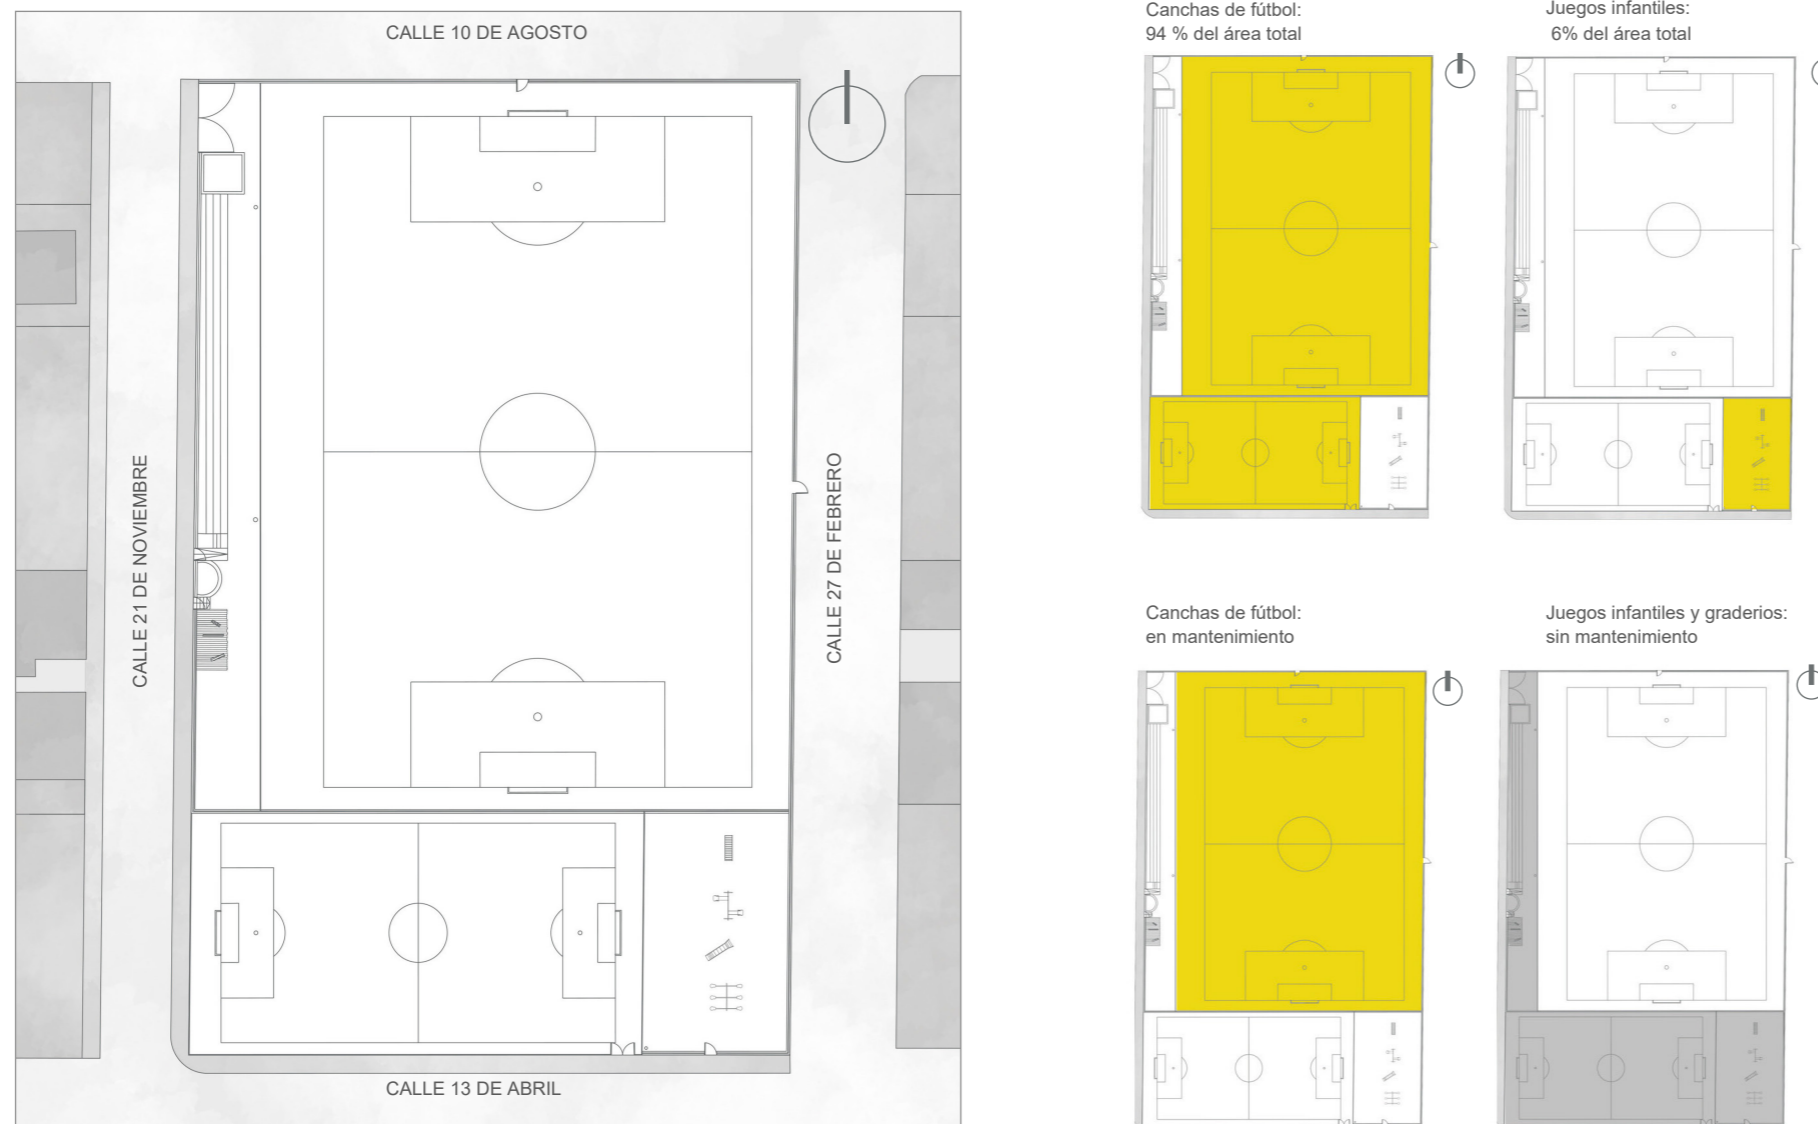 CALLE 10 DE AGOSTO
CALLE 21 DE NOVIEMBRE
CALLE 27 DE FEBRERO
CALLE 13 DE ABRIL
Canchas de fútbol:
94 % del área total
Juegos infantiles:
6% del área total
Canchas de fútbol:
en mantenimiento
Juegos infantiles y graderios:
sin mantenimiento